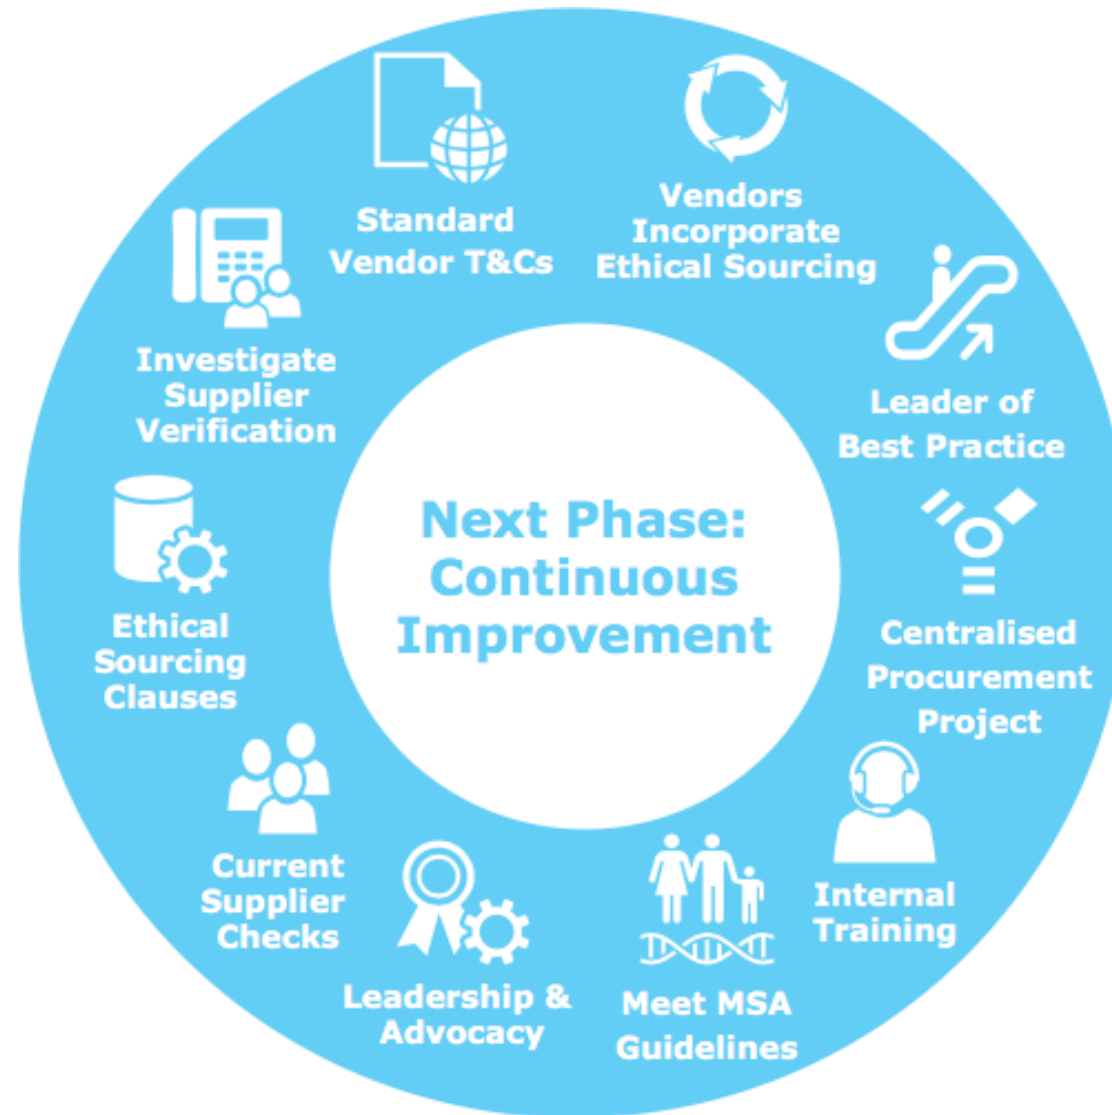 Standard
Vendor T&Cs
Vendors
Incorporate
Ethical Sourcing
Leader of
Best Practice
Centralised
Procurement
Project
Internal
Training
Meet MSA
Guidelines
Leadership &
Advocacy
Current
Supplier
Checks
Ethical
Sourcing
Clauses
Investigate
Supplier
Verification
Next Phase:
Continuous
Improvement